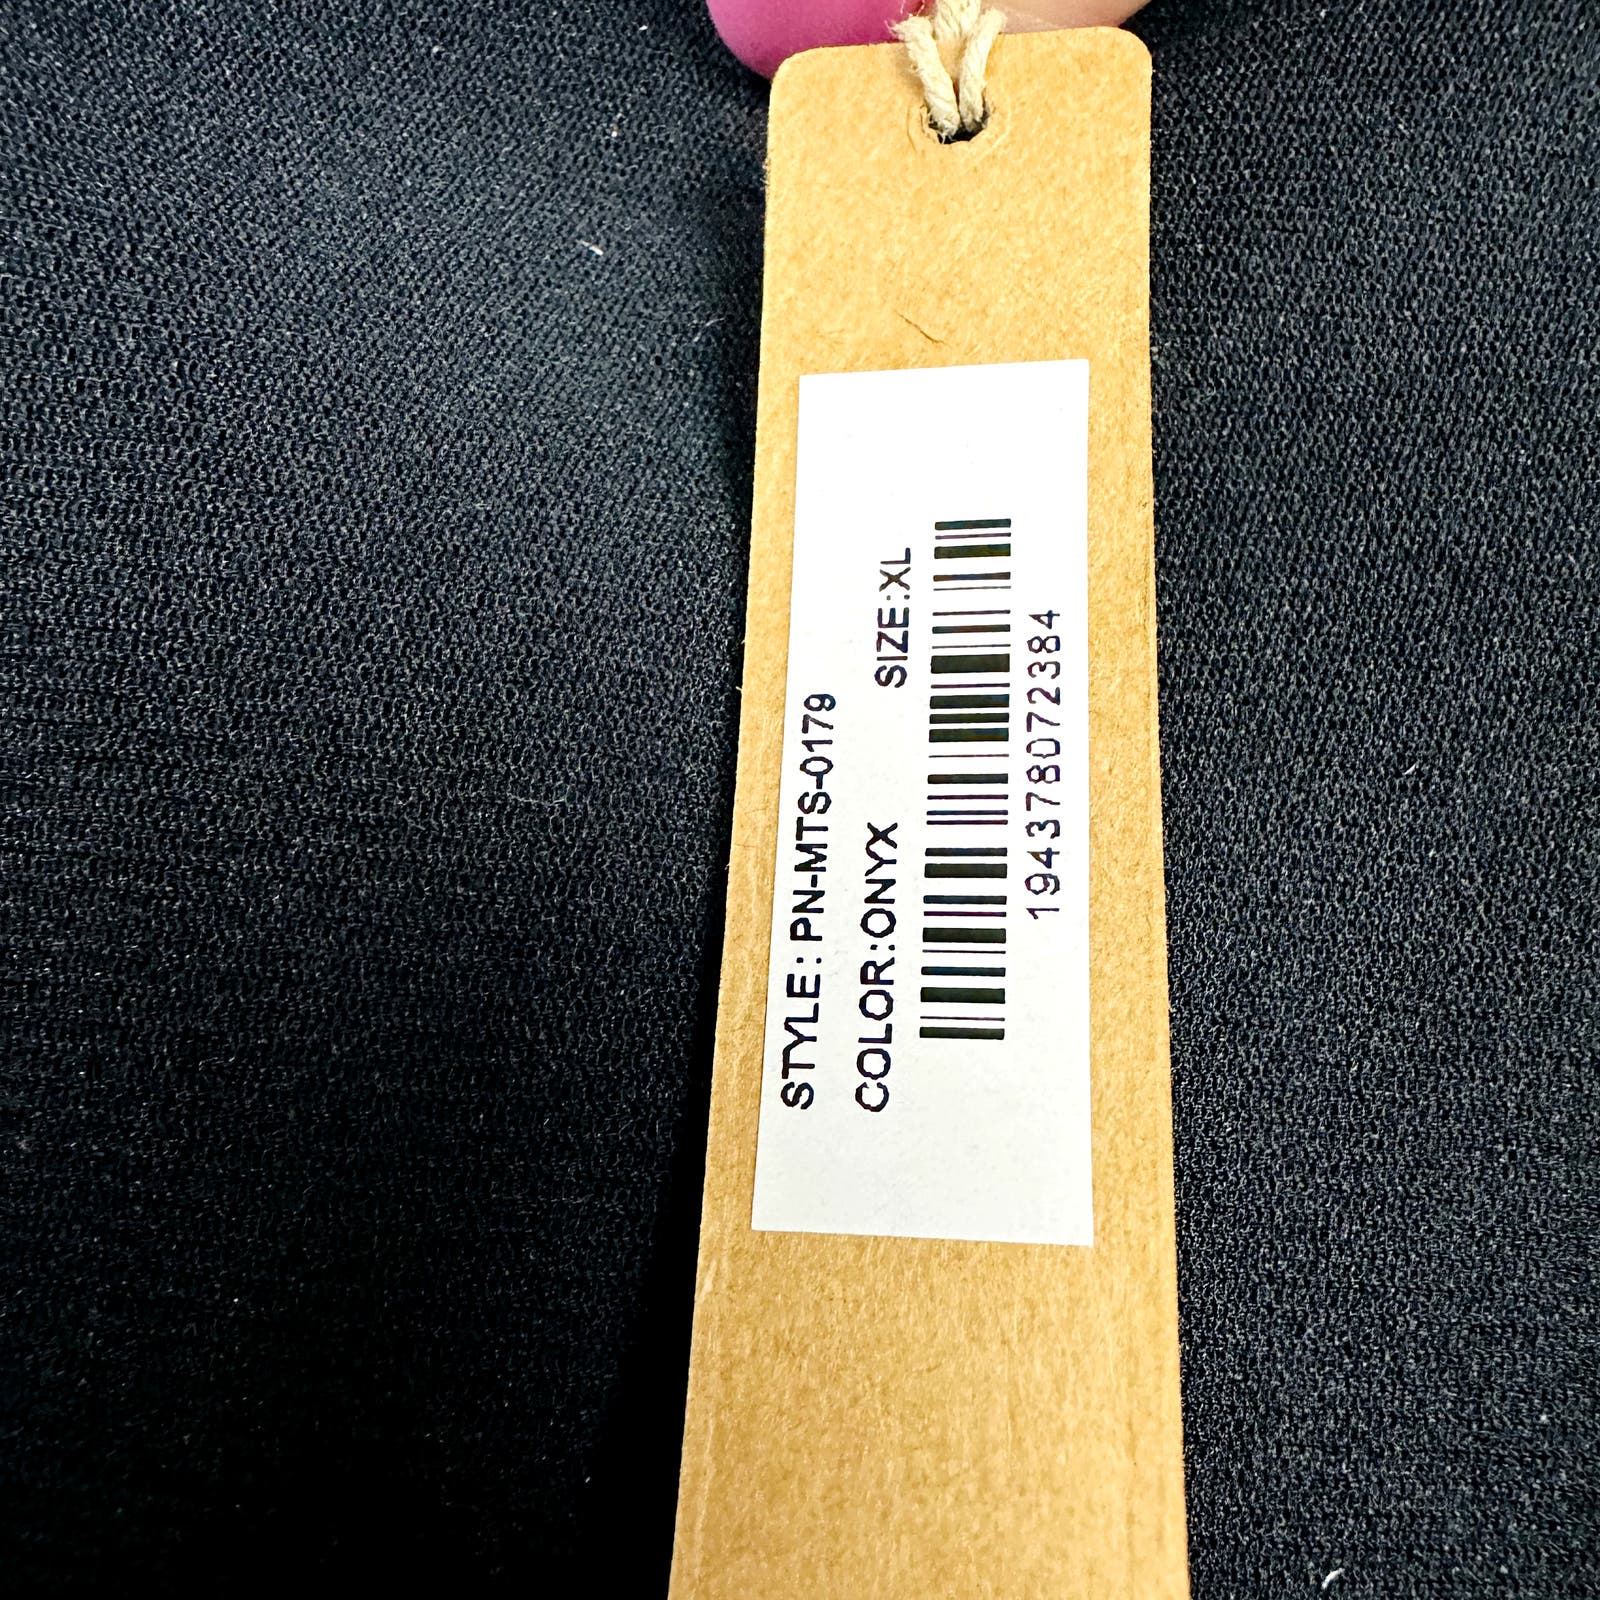 STYLE: PN-MTS-0179
COLOR:ONYX SIZE:XL
194378072384